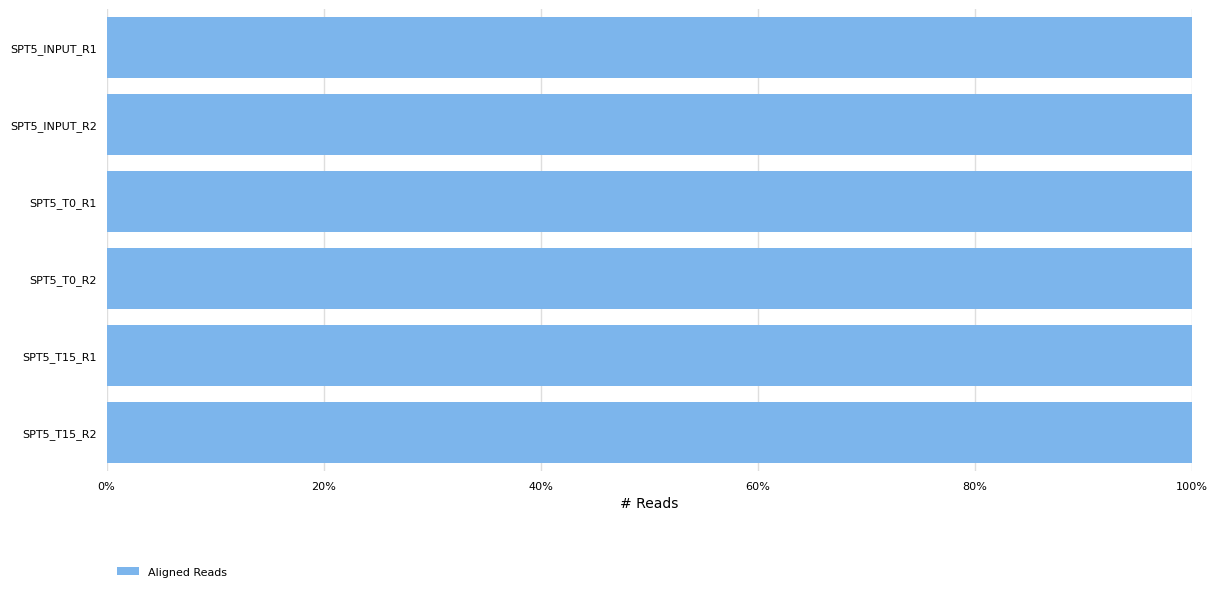 SPT5_INPUT_R1
SPT5_INPUT_R2
SPT5_T0_R1
SPT5_T0_R2
SPT5_T15_R1
SPT5_T15_R2
0% 20% 40% 60% 80% 100%
# Reads
Aligned Reads